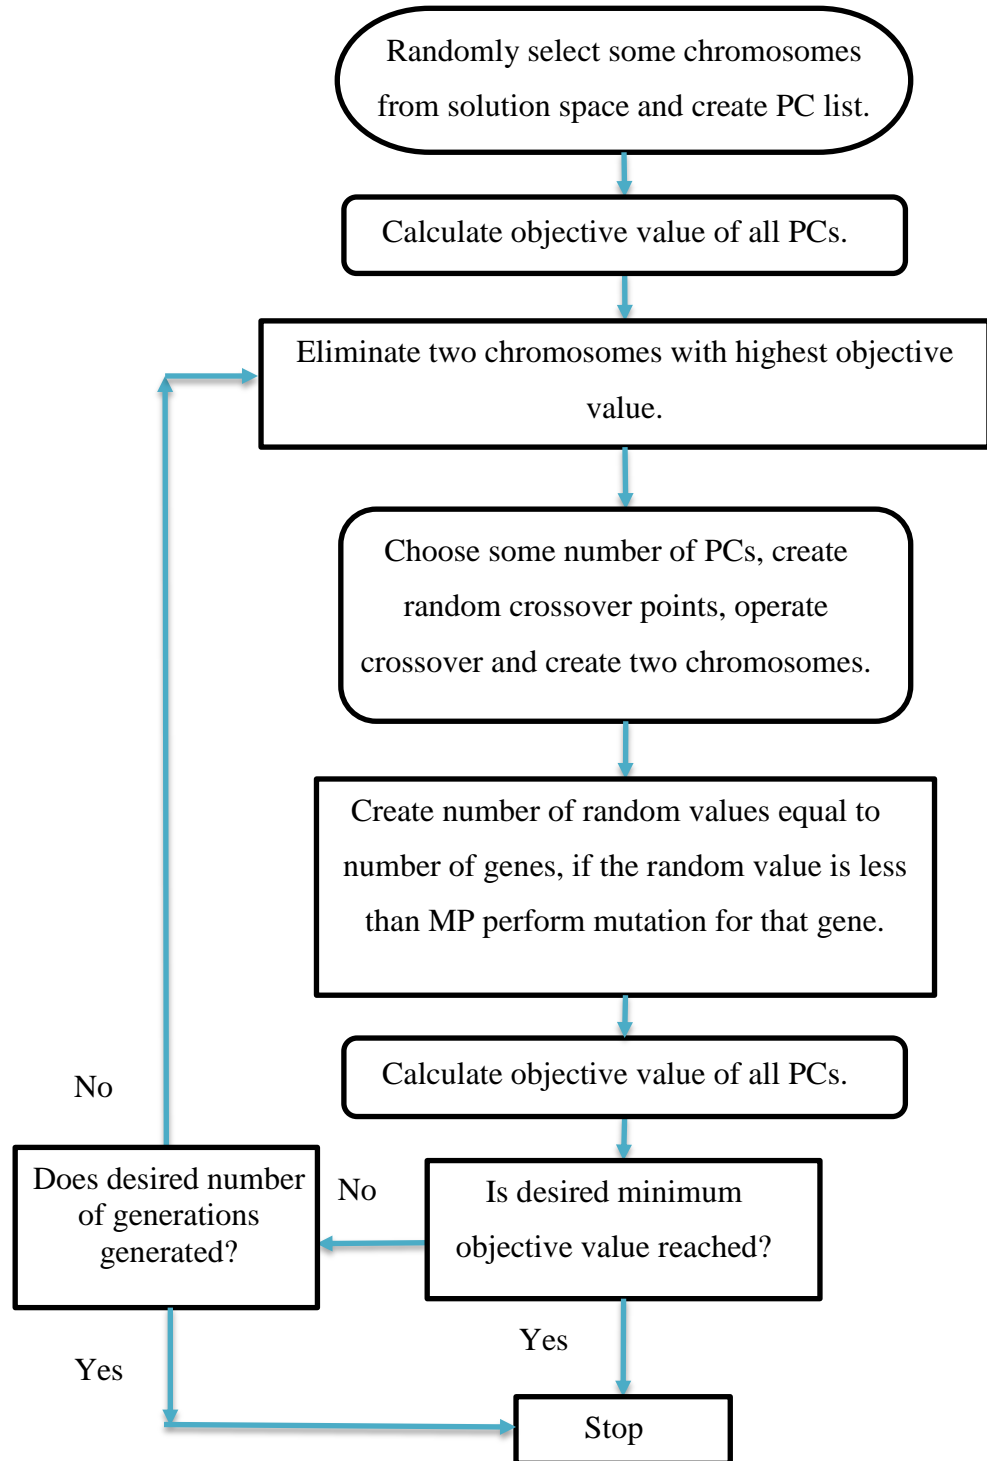 Randomly select some chromosomes
from solution space and create PC list.
Calculate objective value of all PCs.
Eliminate two chromosomes with highest objective
value.
Choose some number of PCs, create
random crossover points, operate
crossover and create two chromosomes.
Create number of random values equal to
number of genes, if the random value is less
than MP perform mutation for that gene.
Calculate objective value of all PCs.
No
Does desired number
of generations
generated?
No
Is desired minimum
objective value reached?
Yes
Yes
Stop